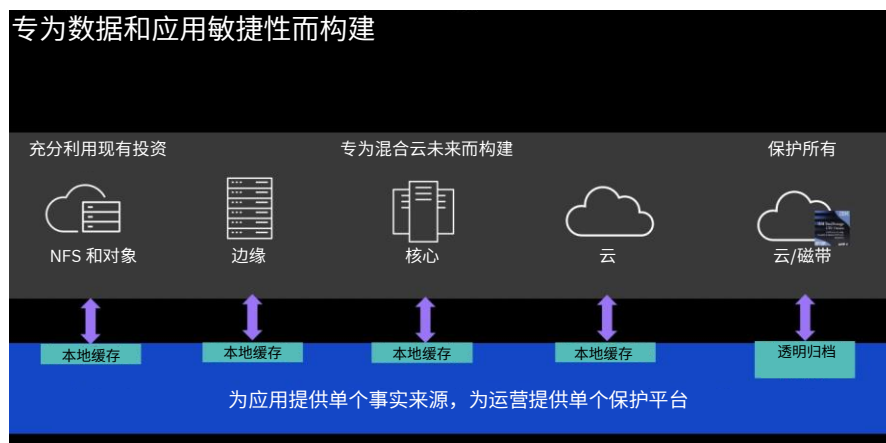 专为数据和应用敏捷性而构建
充分利用现有投资
专为混合云未来而构建
保护所有
NFS 和对象
边缘
核心
云
云/磁带
本地缓存
本地缓存
本地缓存
本地缓存
透明归档
为应用提供单个事实来源，为运营提供单个保护平台